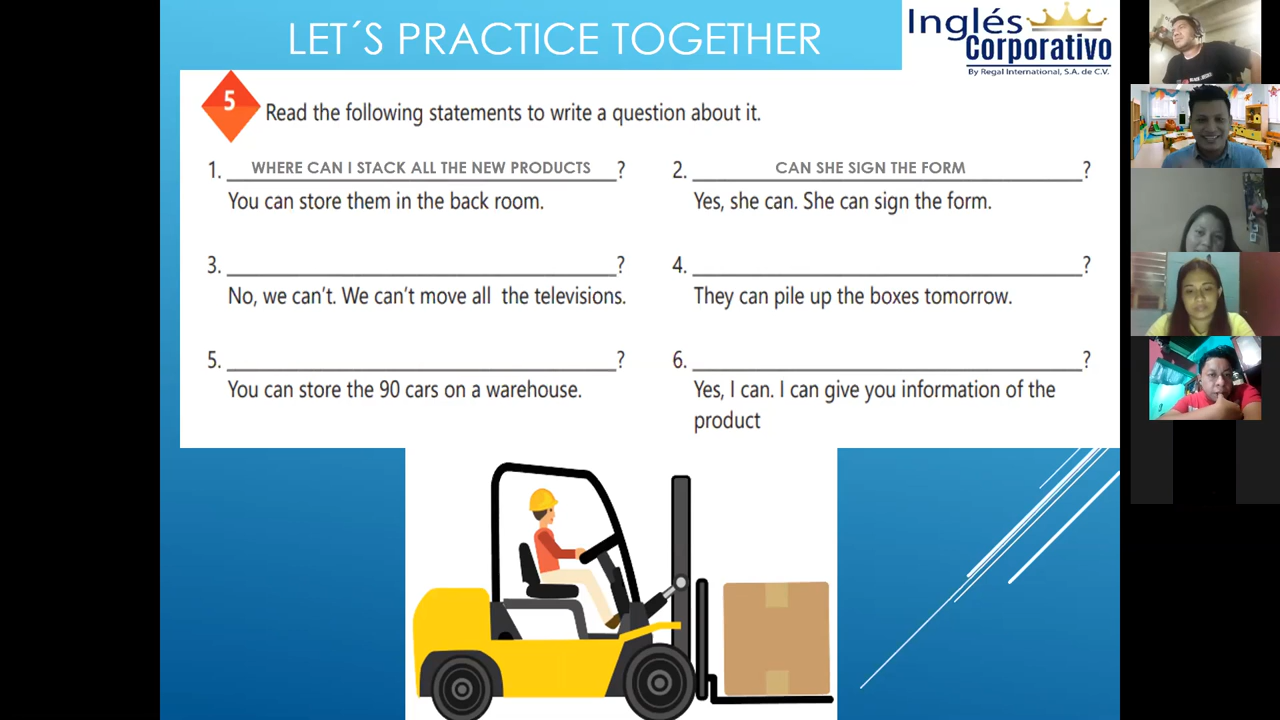 LET´S PRACTICE TOGETHER
Inglés
Corporativo
By Regal International, S.A. de C.V.
5
Read the following statements to write a question about it.
1. WHERE CAN I STACK ALL THE NEW PRODUCTS ?
You can store them in the back room.
2. CAN SHE SIGN THE FORM ?
Yes, she can. She can sign the form.
3. ?
No, we can't. We can't move all the televisions.
4. ?
They can pile up the boxes tomorrow.
5. ?
You can store the 90 cars on a warehouse.
6. ?
Yes, I can. I can give you information of the
product